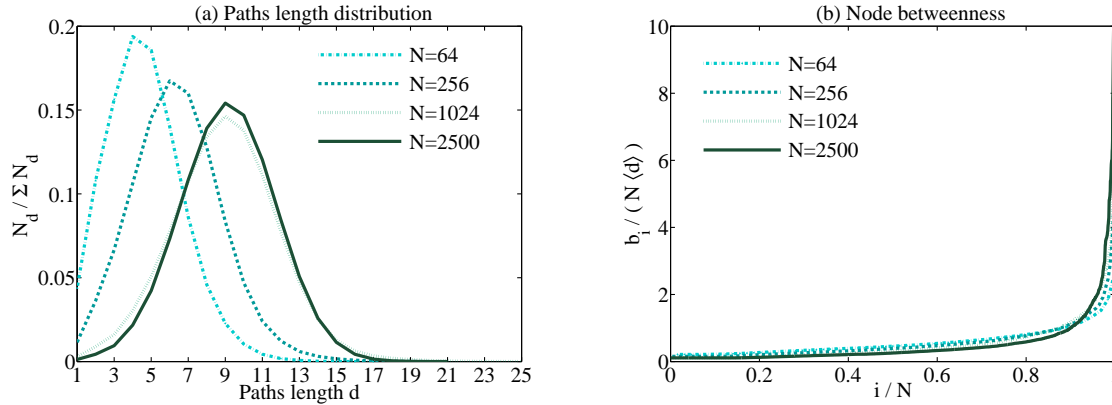 (a) Paths length distribution
0.2
0.15
0.1
0.05
0
N_d / Σ N_d
N=64
N=256
N=1024
N=2500
1 3 5 7 9 11 13 15 17 19 21 23 25
Paths length d
(b) Node betweenness
10
8
6
4
2
0
b_i / ( N ⟨d⟩ )
N=64
N=256
N=1024
N=2500
0 0.2 0.4 0.6 0.8
i / N